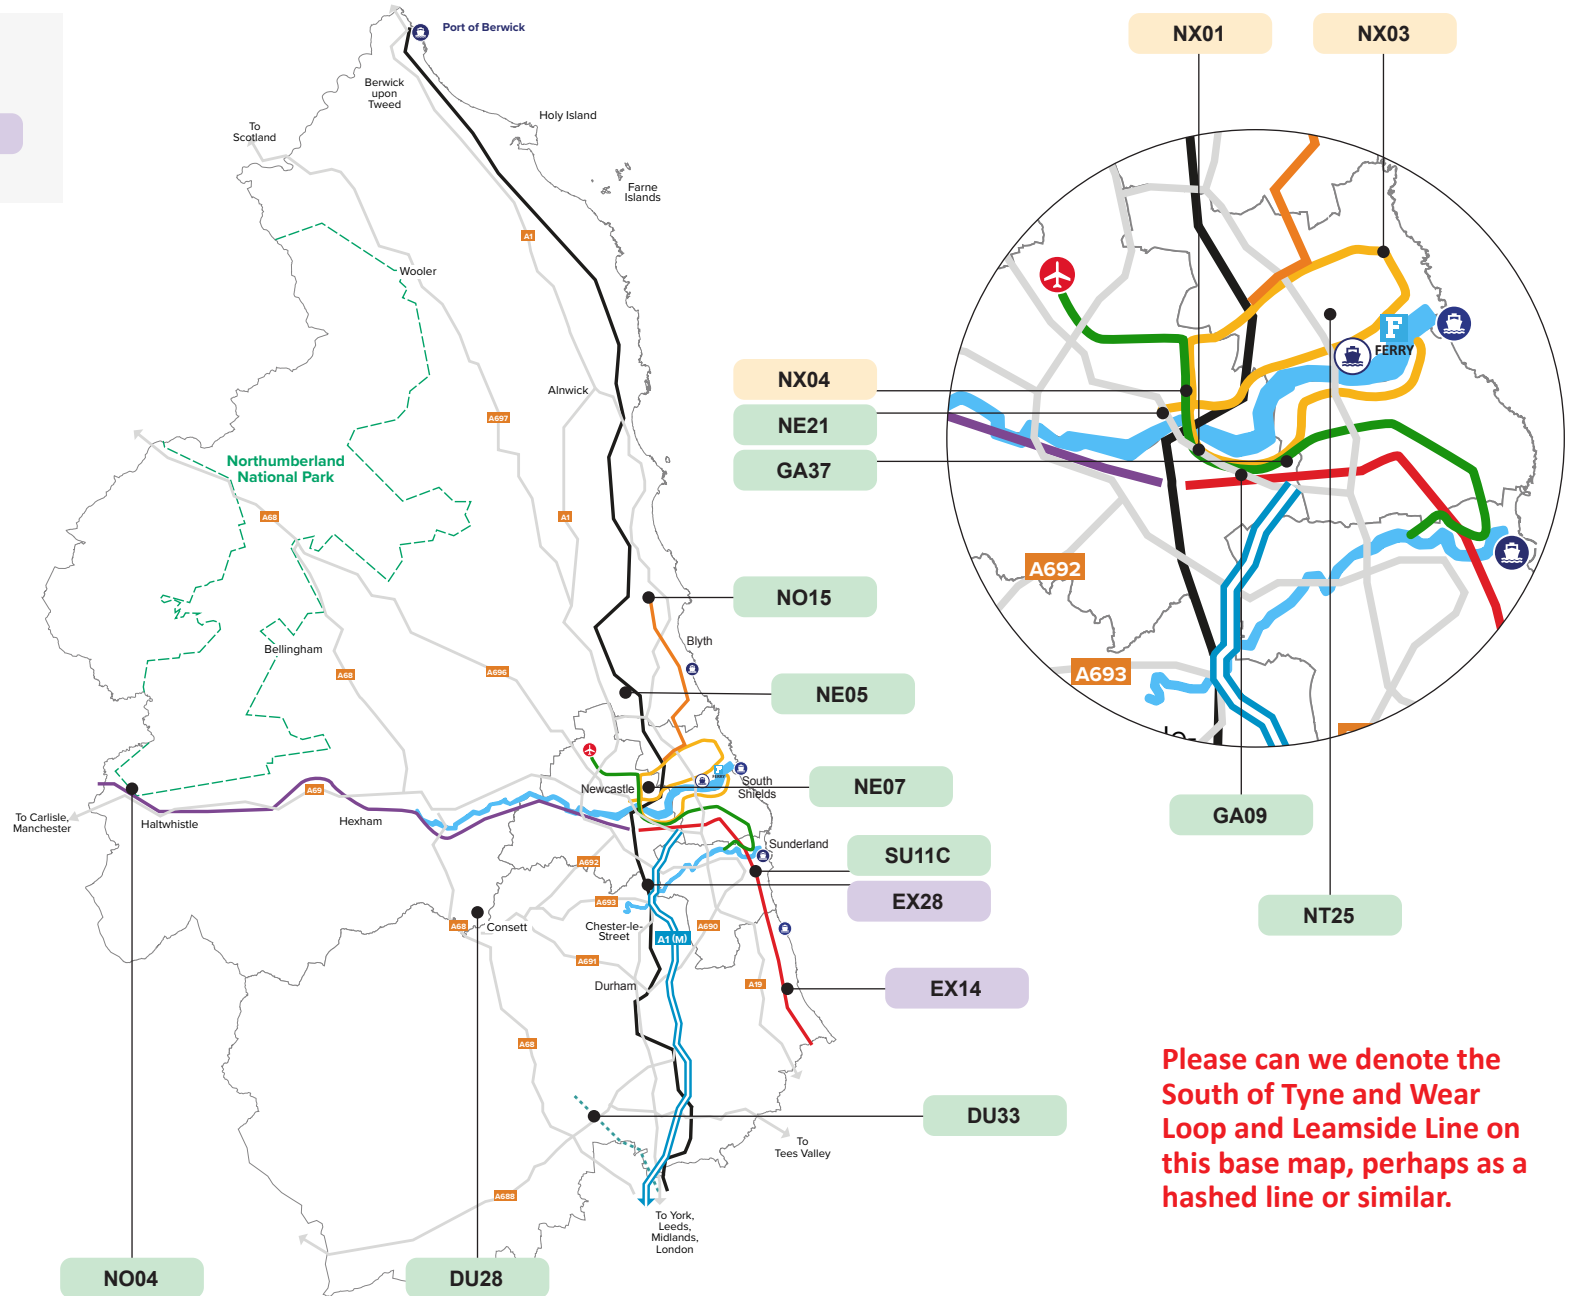 Port of Berwick
NX01
NX03
Berwick
upon
Tweed
Holy Island
To
Scotland
Farne
Islands
A1
Wooler
F
FERRY
NX04
Alnwick
A697
NE21
Northumberland
National Park
GA37
A68
A1
A692
NO15
Blyth
Bellingham
A68
A696
A693
NE05
le-
F
FERRY
Newcastle
South
Shields
NE07
A69
To Carlisle,
Manchester
Haltwhistle
Hexham
GA09
Sunderland
A692
SU11C
A693
EX28
NT25
A68
Consett
Chester-le-
Street
A690
A1 (M)
A691
Durham
A19
EX14
A68
Please can we denote the
South of Tyne and Wear
Loop and Leamside Line on
this base map, perhaps as a
hashed line or similar.
DU33
To
Tees Valley
A688
To York,
Leeds,
Midlands,
London
NO04
DU28